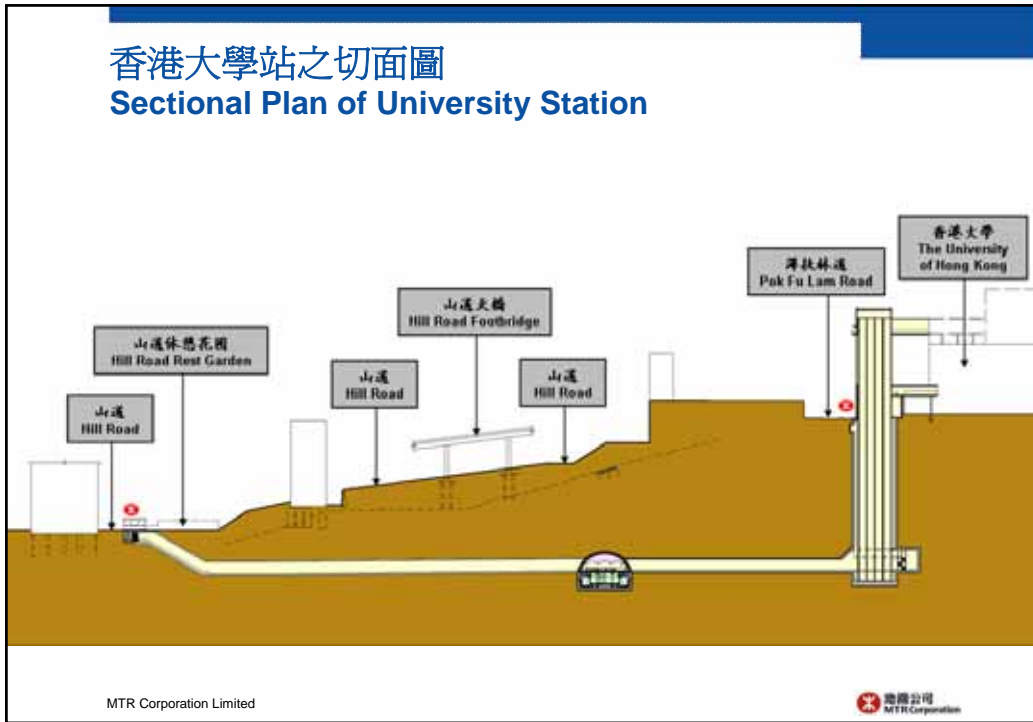 香港大學站之切面圖
Sectional Plan of University Station
香港大學
The University
of Hong Kong
薄扶林道
Pok Fu Lam Road
山道天橋
Hill Road Footbridge
山道休憩花園
Hill Road Rest Garden
山道
Hill Road
山道
Hill Road
山道
Hill Road
MTR Corporation Limited
地鐵公司
MTR Corporation